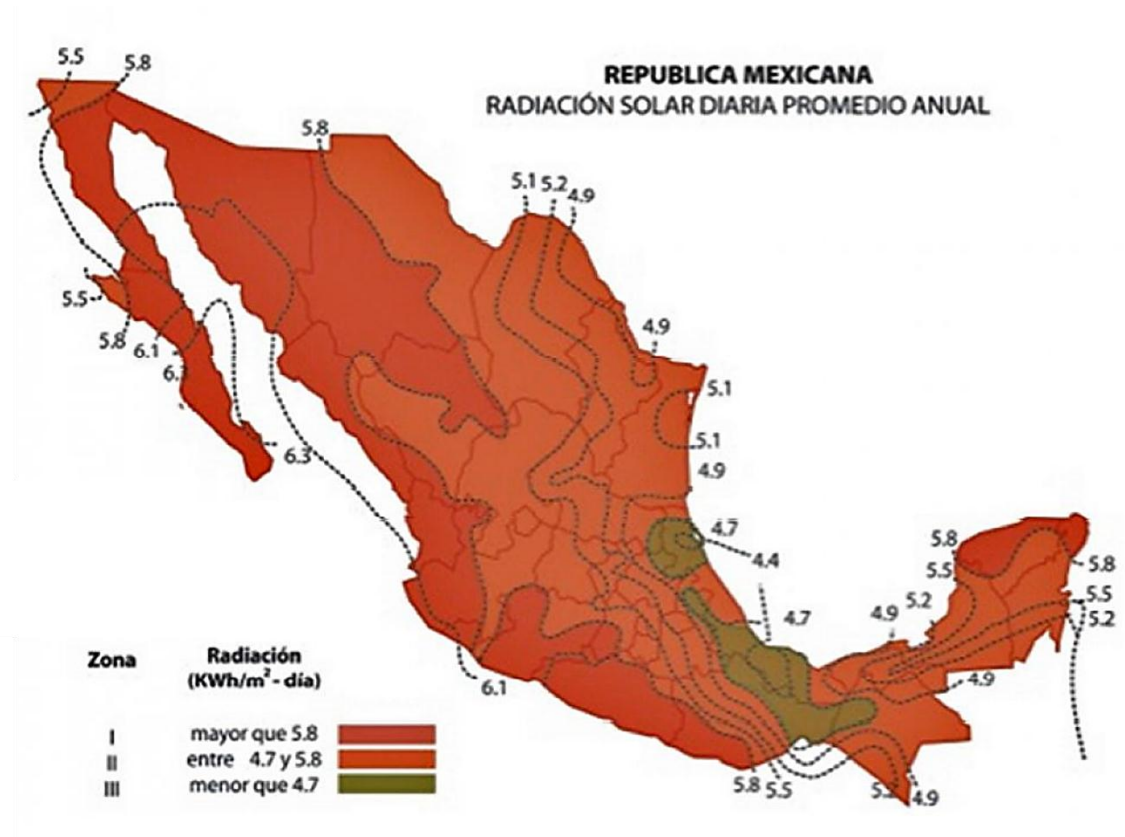 REPUBLICA MEXICANA
RADIACIÓN SOLAR DIARIA PROMEDIO ANUAL
5.5
5.8
5.8
5.1 5.2 4.9
5.5
5.8
6.1
4.9
5.1
5.1
6.3
4.9
4.7
4.4
5.8
5.8
5.5
5.5
4.9
5.2
4.7
5.2
6.1
4.9
5.8
5.5
4.9
Zona
Radiación
(KWh/m² - día)
I mayor que 5.8
II entre 4.7 y 5.8
III menor que 4.7